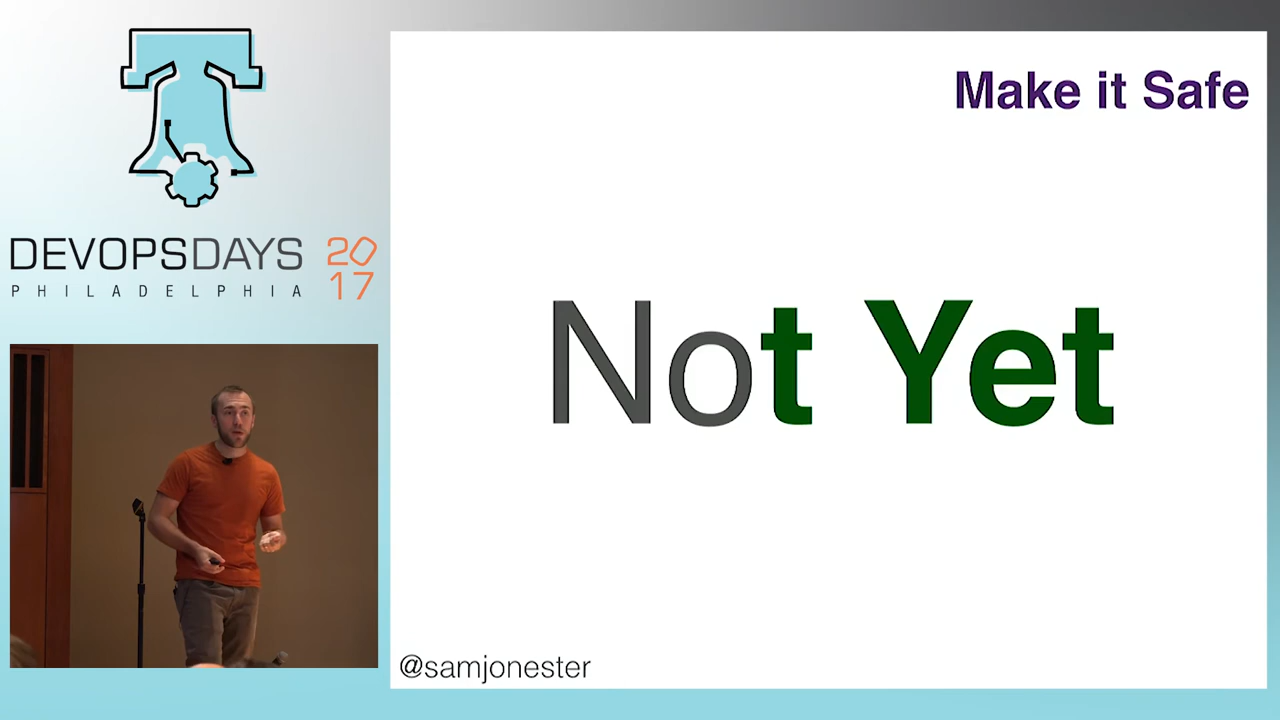 DEVOPSDAYS 2017
PHILADELPHIA
Make it Safe
Not Yet
@samjonester